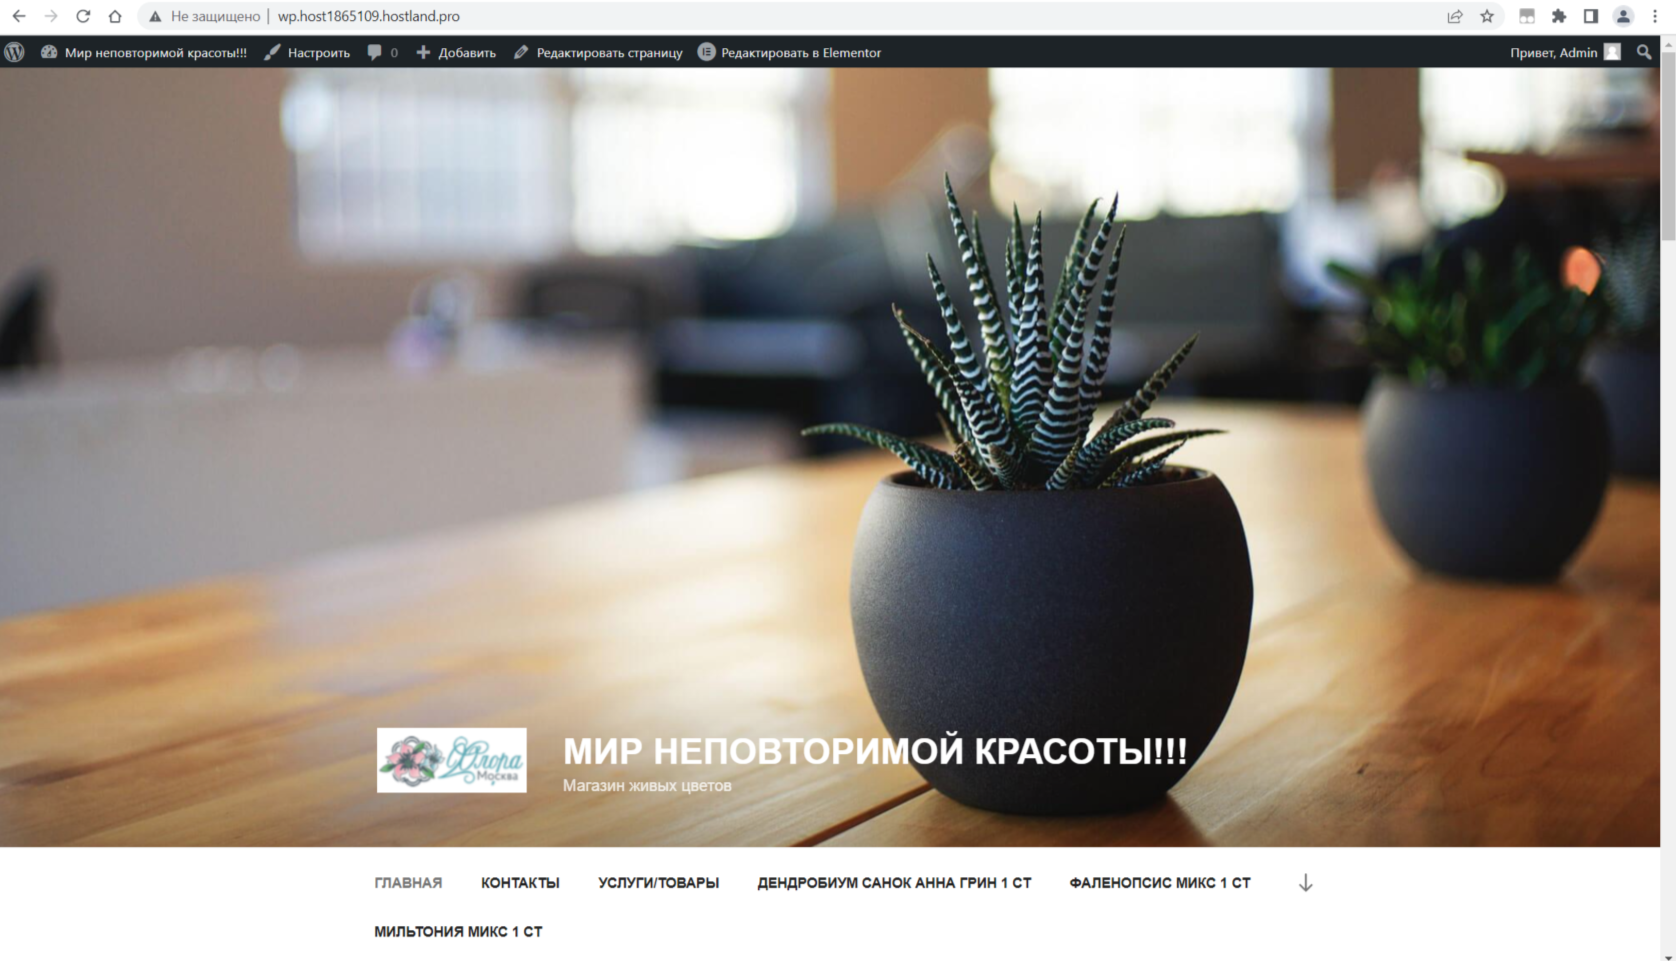 Не защищено | wp.host1865109.hostland.pro
Мир неповторимой красоты!!! Настроить 0 Добавить Редактировать страницу Редактировать в Elementor Привет, Admin
Флора
Москва
МИР НЕПОВТОРИМОЙ КРАСОТЫ!!!
Магазин живых цветов
ГЛАВНАЯ КОНТАКТЫ УСЛУГИ/ТОВАРЫ ДЕНДРОБИУМ САНОК АННА ГРИН 1 СТ ФАЛЕНОПСИС МИКС 1 СТ
МИЛЬТОНИЯ МИКС 1 СТ